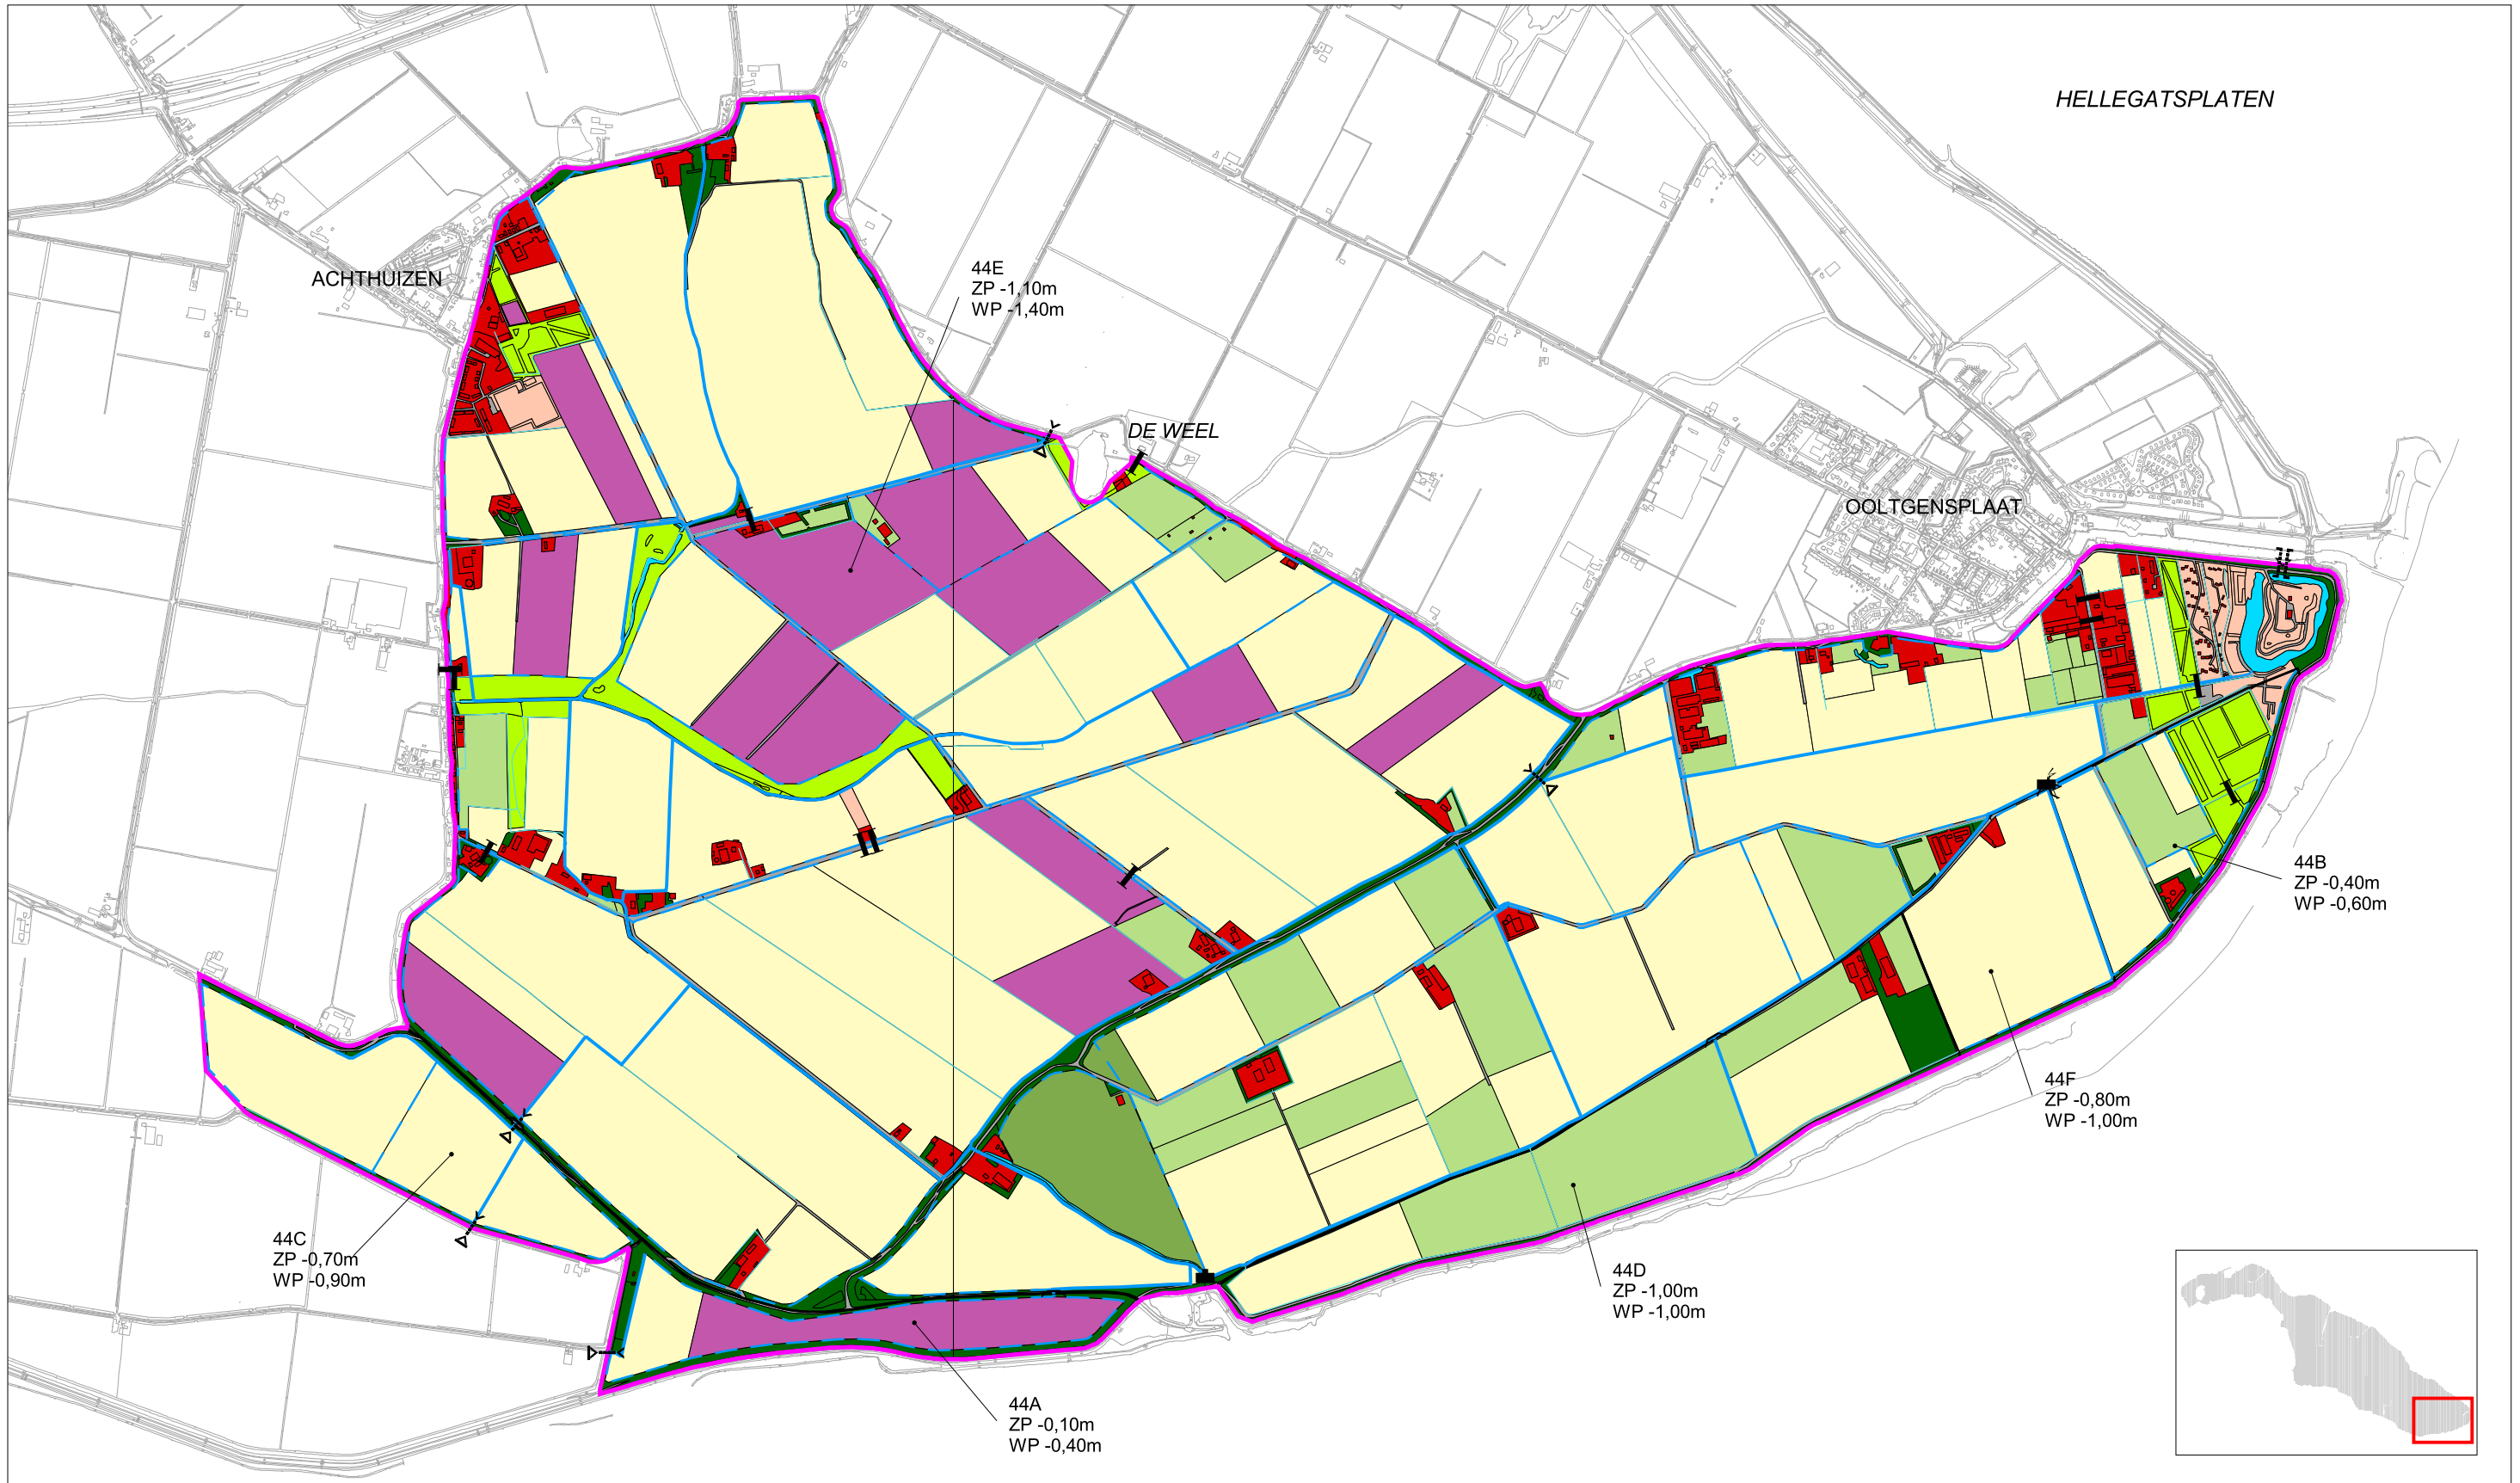 HELLEGATSPLATEN
ACHTHUIZEN
44E
ZP -1,10m
WP -1,40m
DE WEEL
OOLTGENSPLAAT
44B
ZP -0,40m
WP -0,60m
44F
ZP -0,80m
WP -1,00m
44C
ZP -0,70m
WP -0,90m
44D
ZP -1,00m
WP -1,00m
44A
ZP -0,10m
WP -0,40m